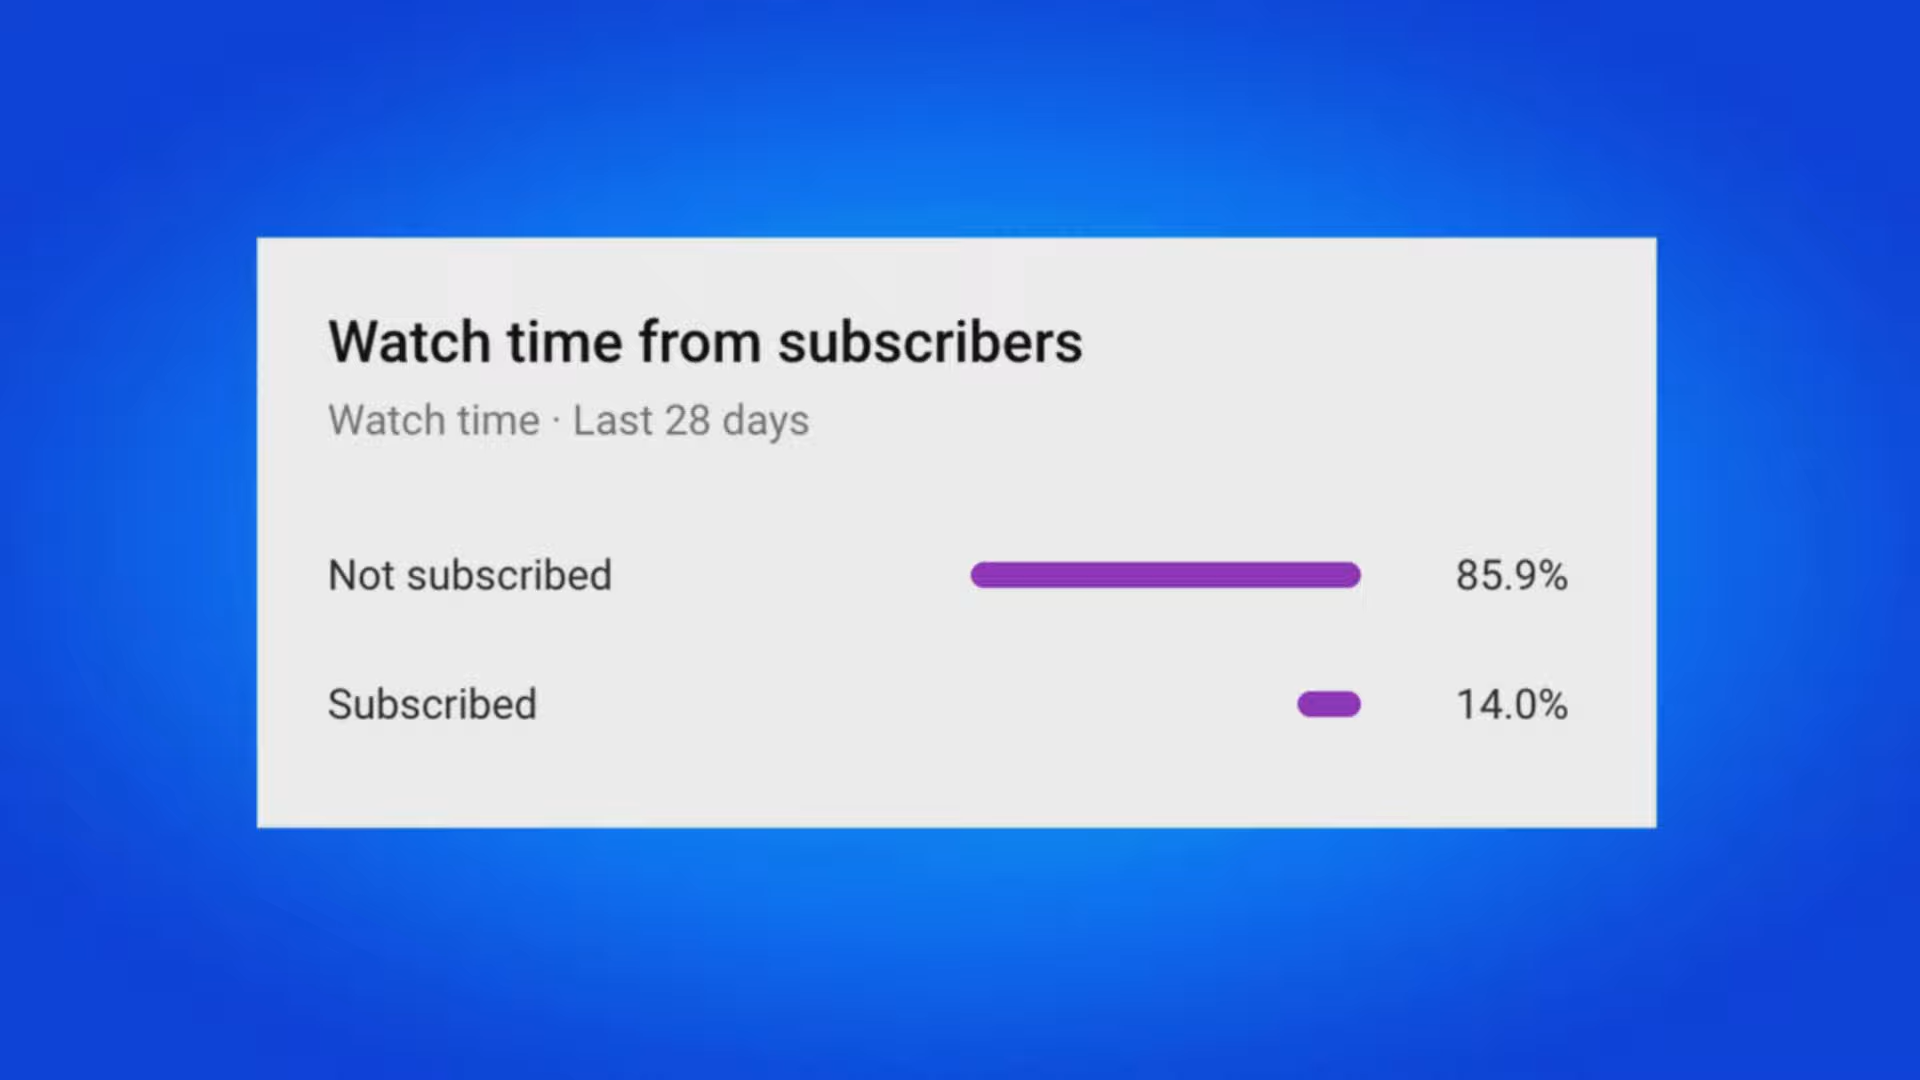 Watch time from subscribers
Watch time · Last 28 days
Not subscribed 85.9%
Subscribed 14.0%